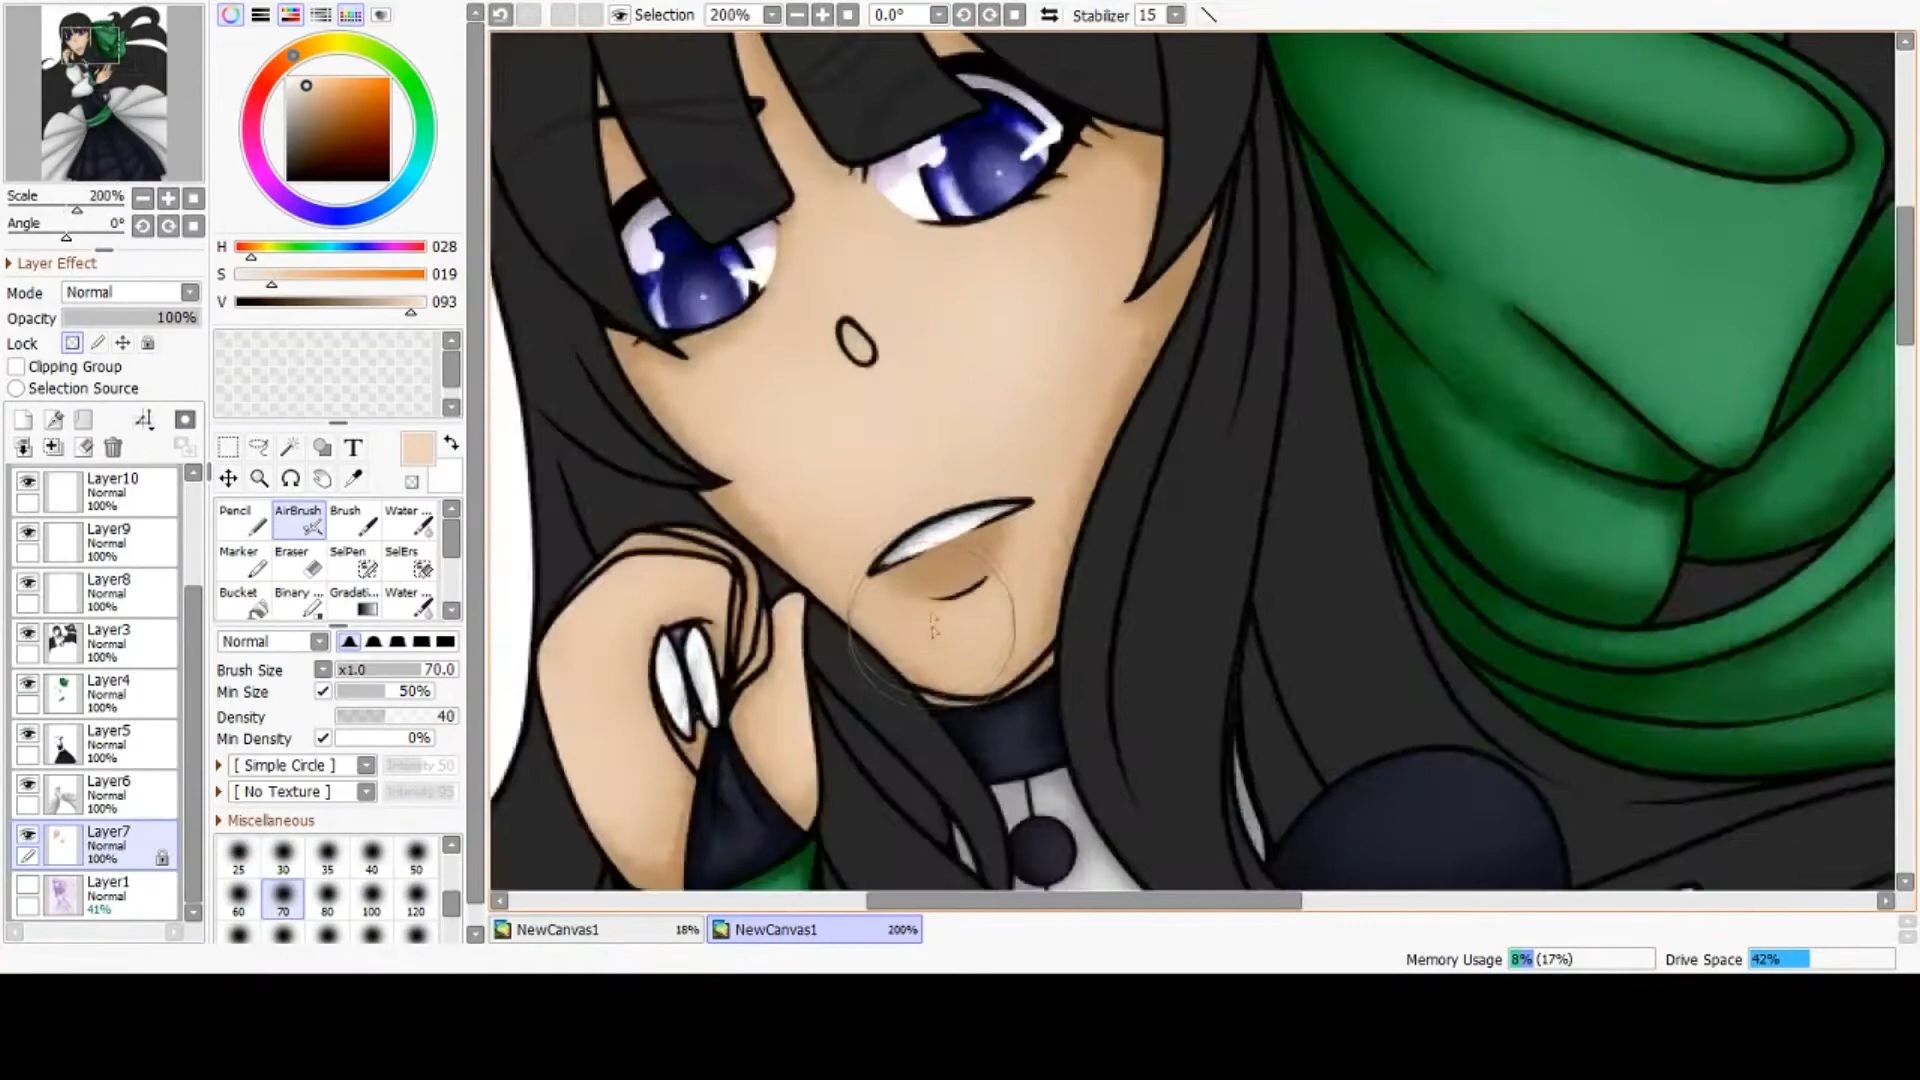 Selection 200% 0.0° Stabilizer 15
Scale 200%
Angle 0°
Layer Effect
Mode Normal
Opacity 100%
Lock
Clipping Group
Selection Source
Layer10
Normal
100%
Layer9
Normal
100%
Layer8
Normal
100%
Layer3
Normal
100%
Layer4
Normal
100%
Layer5
Normal
100%
Layer6
Normal
100%
Layer7
Normal
100%
Layer1
Normal
41%
H 028
S 019
V 093
T
Pencil AirBrush Brush Water ...
Marker Eraser SelPen SelErs
Bucket Binary ... Gradati... Water ...
Normal
Brush Size x1.0 70.0
Min Size 50%
Density 40
Min Density 0%
[ Simple Circle ] Intensity 50
[ No Texture ] Intensity 95
Miscellaneous
25 30 35 40 50
60 70 80 100 120
NewCanvas1 18% NewCanvas1 200%
Memory Usage 8% (17%) Drive Space 42%